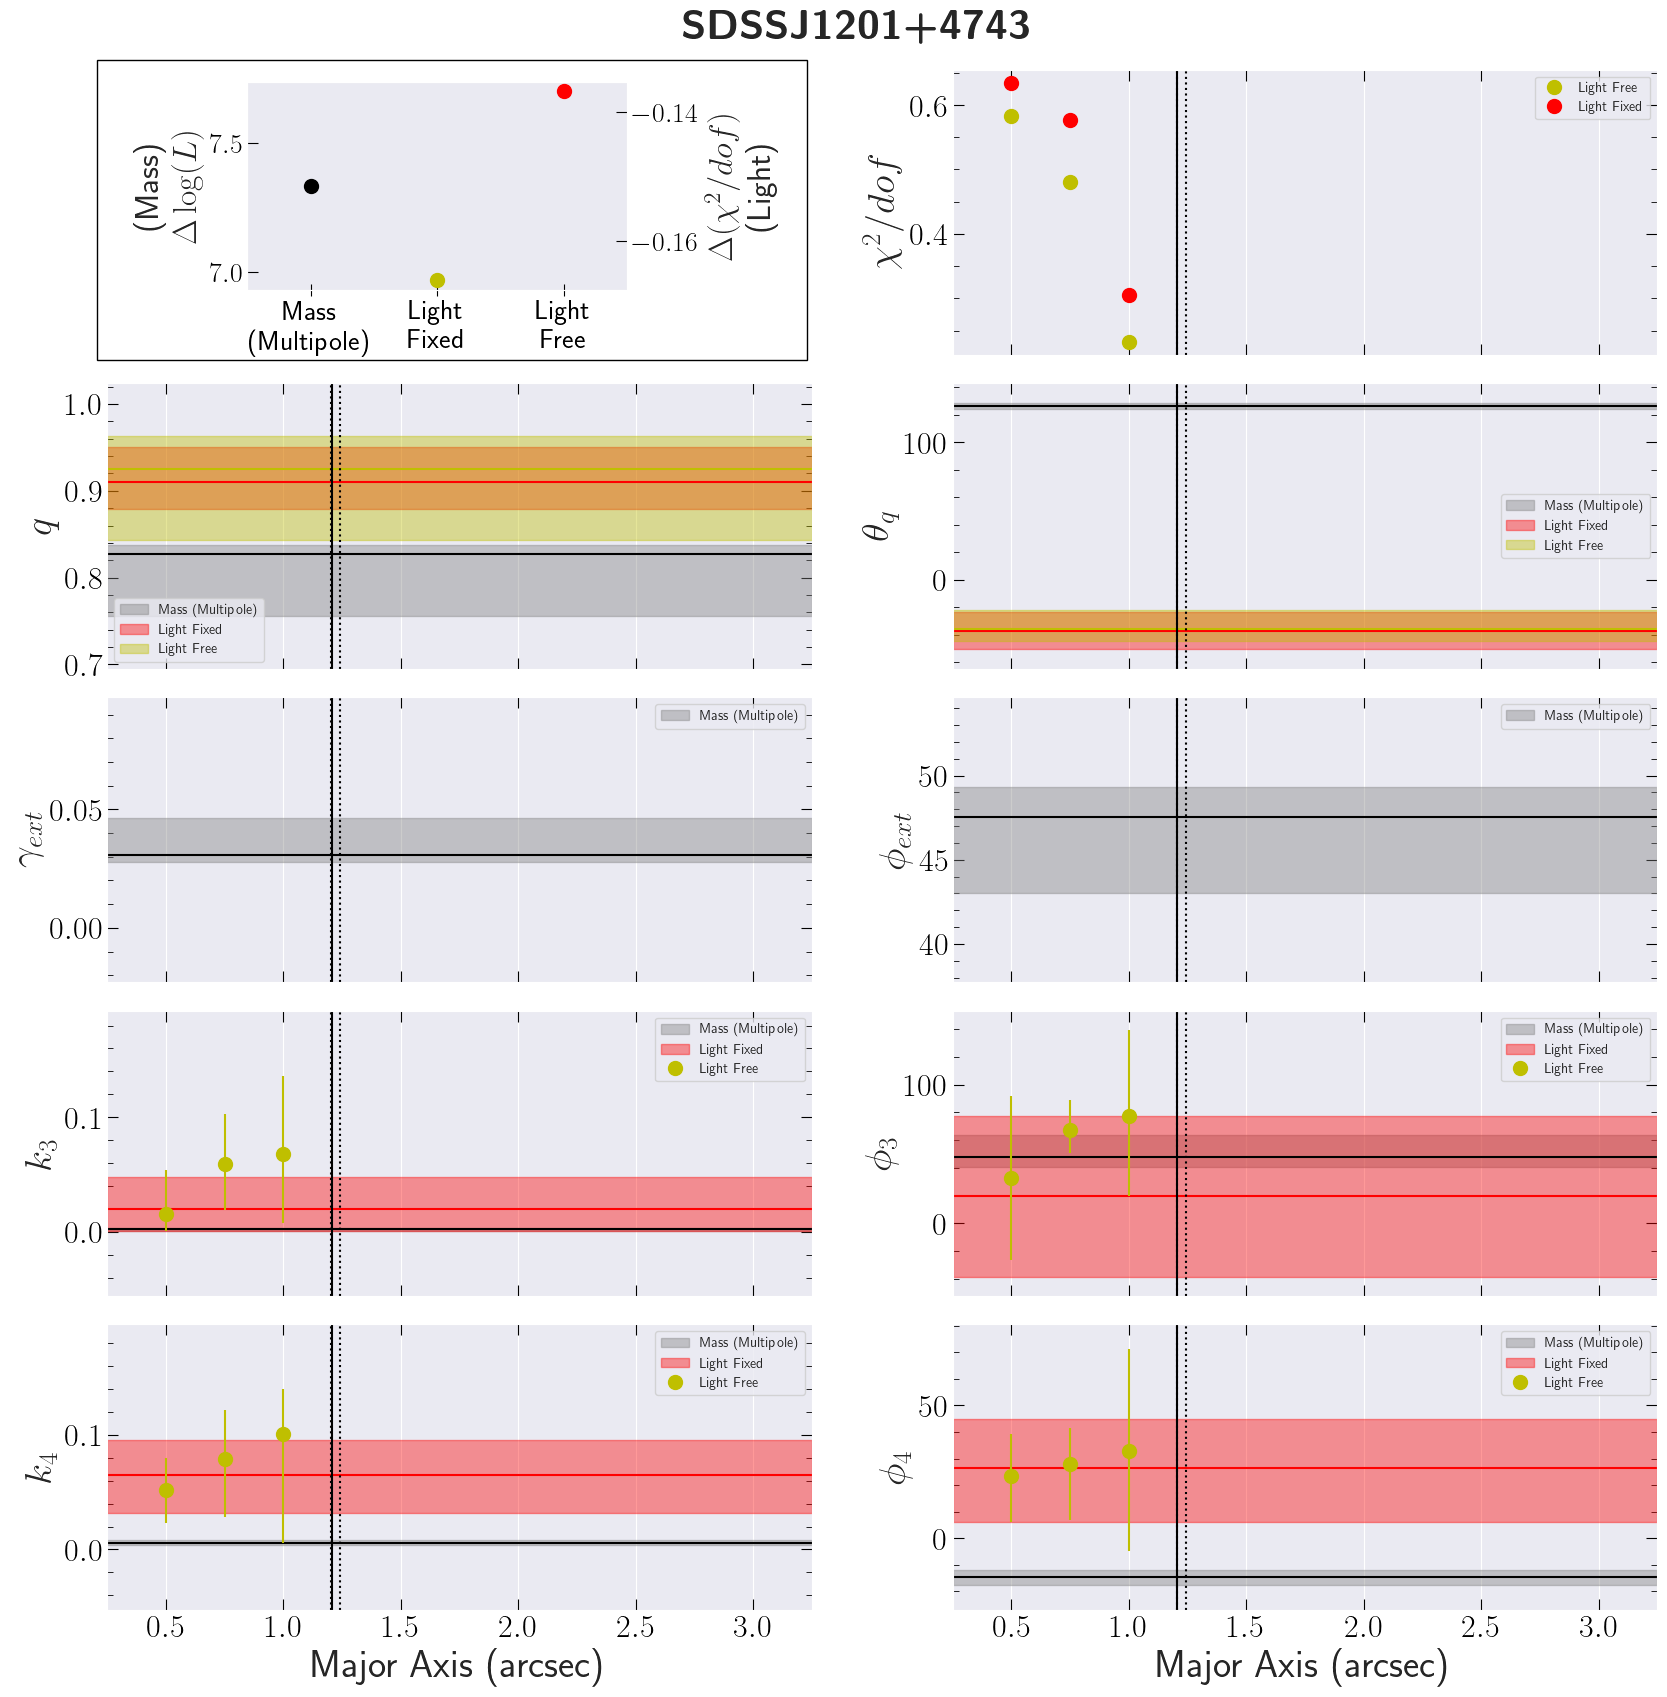 SDSSJ1201+4743
(Mass)
Δ log(L)
7.5
7.0
−0.14
−0.16
Δ(χ²/dof)
(Light)
Mass
(Multipole)
Light
Fixed
Light
Free
χ²/dof
0.6
0.4
Light Free
Light Fixed
q
1.0
0.9
0.8
0.7
Mass (Multipole)
Light Fixed
Light Free
θ_q
100
0
Mass (Multipole)
Light Fixed
Light Free
γ_ext
0.05
0.00
Mass (Multipole)
ϕ_ext
50
45
40
Mass (Multipole)
k₃
0.1
0.0
Mass (Multipole)
Light Fixed
Light Free
ϕ₃
100
0
Mass (Multipole)
Light Fixed
Light Free
k₄
0.1
0.0
Mass (Multipole)
Light Fixed
Light Free
0.5 1.0 1.5 2.0 2.5 3.0
Major Axis (arcsec)
ϕ₄
50
0
Mass (Multipole)
Light Fixed
Light Free
0.5 1.0 1.5 2.0 2.5 3.0
Major Axis (arcsec)